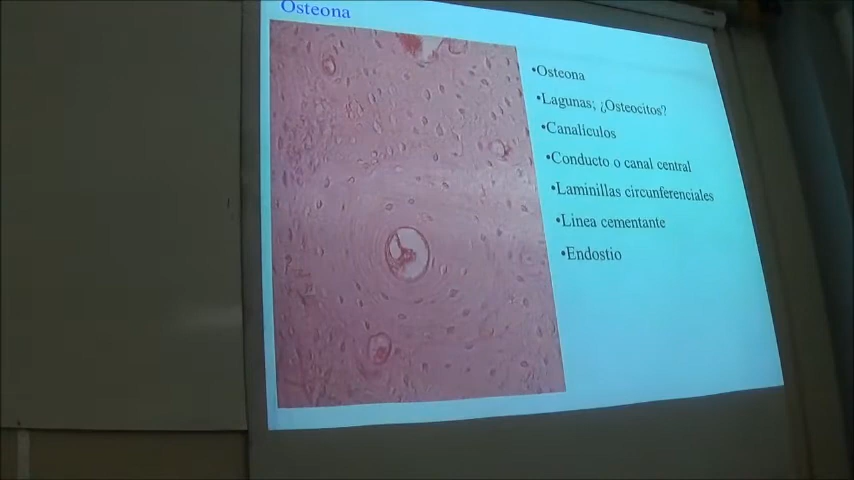 Osteona
•Osteona
•Lagunas; ¿Osteocitos?
•Canalículos
•Conducto o canal central
•Laminillas circunferenciales
•Línea cementante
•Endostio